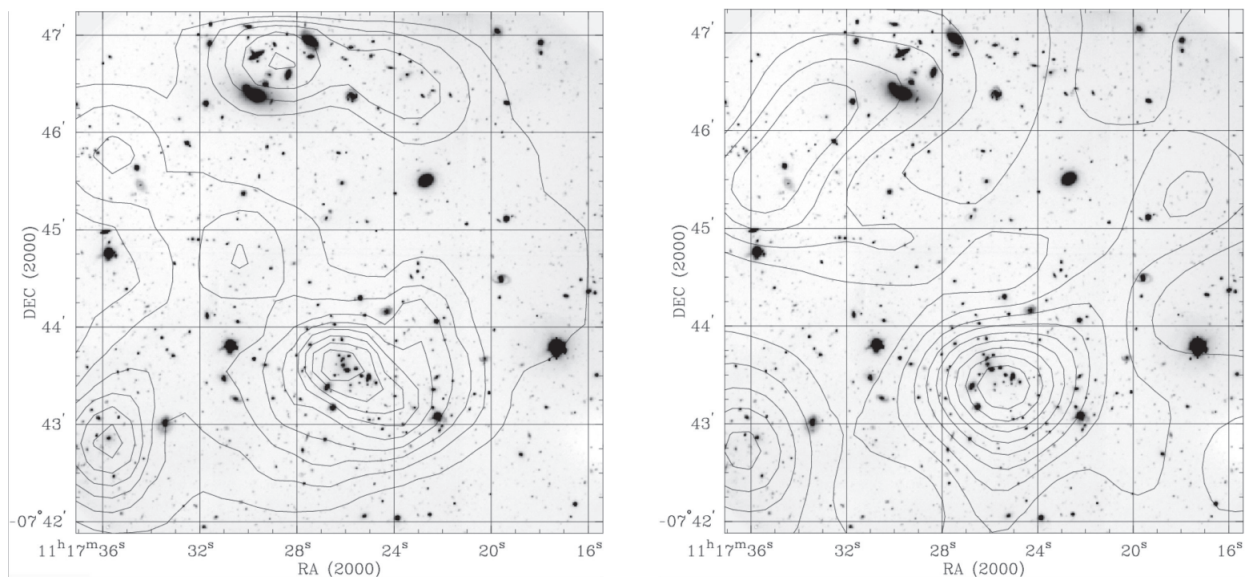 47′
46′
45′
44′
43′
-07° 42′
DEC (2000)
11ʰ17ᵐ36ˢ 32ˢ 28ˢ 24ˢ 20ˢ 16ˢ
RA (2000)
47′
46′
45′
44′
43′
-07° 42′
DEC (2000)
11ʰ17ᵐ36ˢ 32ˢ 28ˢ 24ˢ 20ˢ 16ˢ
RA (2000)